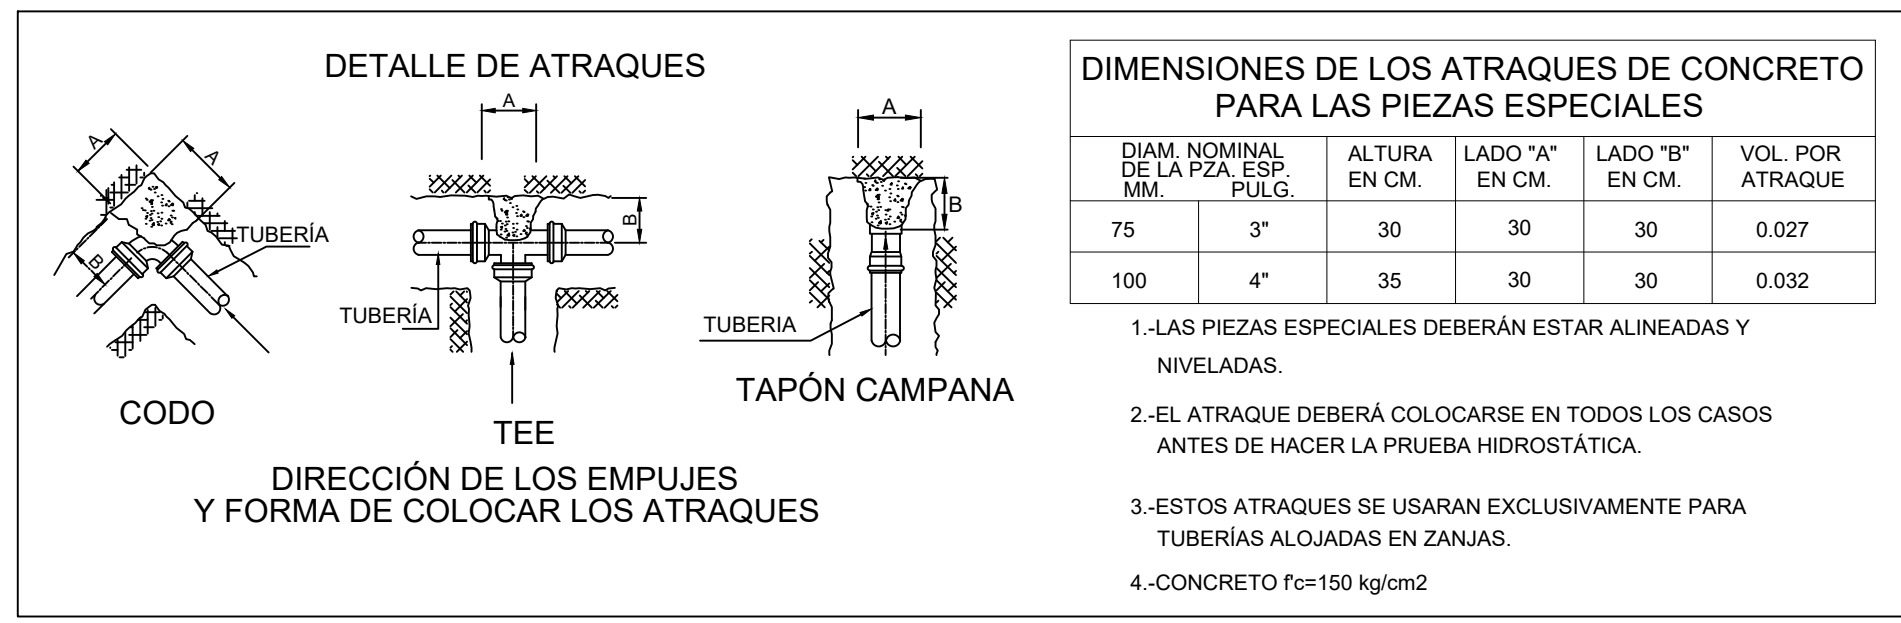 DETALLE DE ATRAQUES
A
A
B
TUBERÍA
CODO
A
B
TUBERÍA
TEE
A
B
TUBERIA
TAPÓN CAMPANA
DIRECCIÓN DE LOS EMPUJES
Y FORMA DE COLOCAR LOS ATRAQUES
DIMENSIONES DE LOS ATRAQUES DE CONCRETO
PARA LAS PIEZAS ESPECIALES
DIAM. NOMINAL
DE LA PZA. ESP.
MM. PULG.
ALTURA
EN CM.
LADO "A"
EN CM.
LADO "B"
EN CM.
VOL. POR
ATRAQUE
75 3" 30 30 30 0.027
100 4" 35 30 30 0.032
1.-LAS PIEZAS ESPECIALES DEBERÁN ESTAR ALINEADAS Y
NIVELADAS.
2.-EL ATRAQUE DEBERÁ COLOCARSE EN TODOS LOS CASOS
ANTES DE HACER LA PRUEBA HIDROSTÁTICA.
3.-ESTOS ATRAQUES SE USARAN EXCLUSIVAMENTE PARA
TUBERÍAS ALOJADAS EN ZANJAS.
4.-CONCRETO f'c=150 kg/cm2